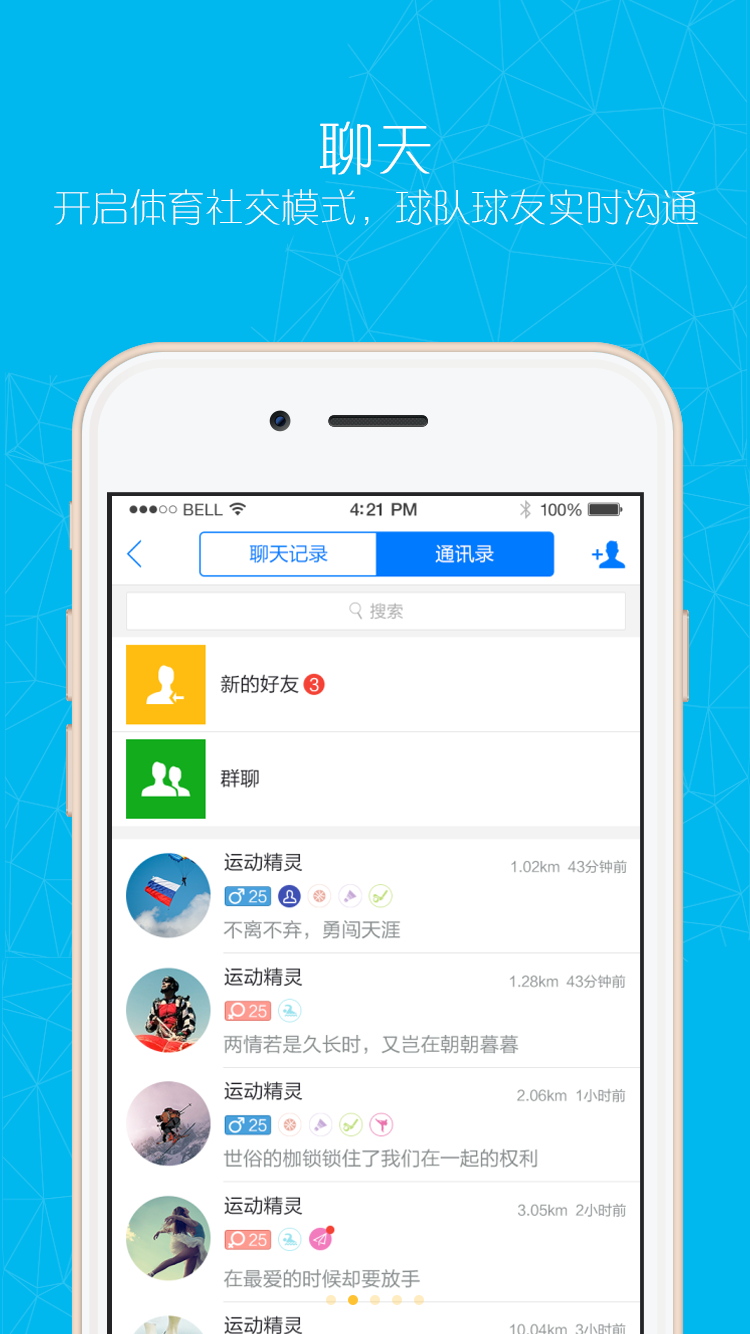 聊天
开启体育社交模式，球队球友实时沟通
BELL 4:21 PM 100%
聊天记录 通讯录
搜索
新的好友 3
群聊
运动精灵 1.02km 43分钟前
25
不离不弃，勇闯天涯
运动精灵 1.28km 43分钟前
25
两情若是久长时，又岂在朝朝暮暮
运动精灵 2.06km 1小时前
25
世俗的枷锁锁住了我们在一起的权利
运动精灵 3.05km 2小时前
25
在最爱的时候却要放手
运动精灵 10.04km 3小时前